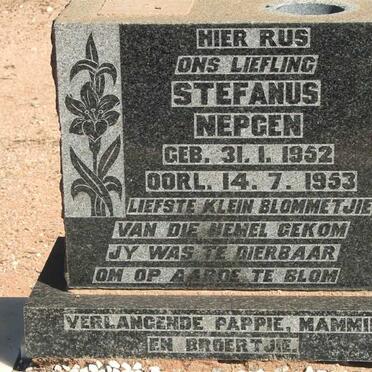 HIER RUS
ONS LIEFLING
STEFANUS
NEPGEN
GEB. 31. 1. 1952
OORL. 14. 7. 1953
LIEFSTE KLEIN BLOMMETJIE
VAN DIE HEMEL GEKOM
JY WAS TE DIERBAAR
OM OP AARDE TE BLOM
VERLANGENDE PAPPIE, MAMMIE
EN BROERTJIE.